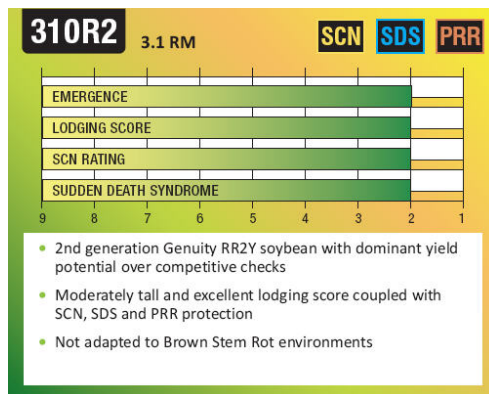 310R2 3.1 RM SCN SDS PRR
EMERGENCE
LODGING SCORE
SCN RATING
SUDDEN DEATH SYNDROME
9 8 7 6 5 4 3 2 1
• 2nd generation Genuity RR2Y soybean with dominant yield
potential over competitive checks
• Moderately tall and excellent lodging score coupled with
SCN, SDS and PRR protection
• Not adapted to Brown Stem Rot environments